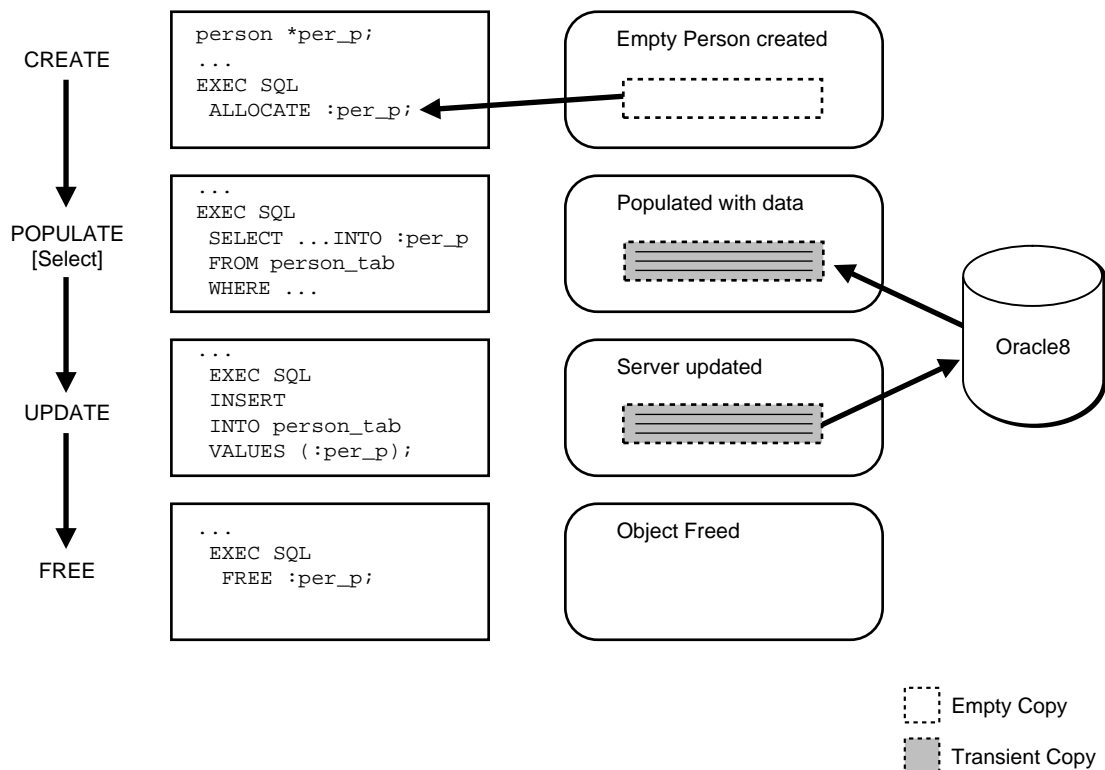 CREATE
person *per_p;
...
EXEC SQL
ALLOCATE :per_p;
Empty Person created
POPULATE
[Select]
...
EXEC SQL
SELECT ...INTO :per_p
FROM person_tab
WHERE ...
Populated with data
Oracle8
UPDATE
...
EXEC SQL
INSERT
INTO person_tab
VALUES (:per_p);
Server updated
FREE
...
EXEC SQL
FREE :per_p;
Object Freed
Empty Copy
Transient Copy